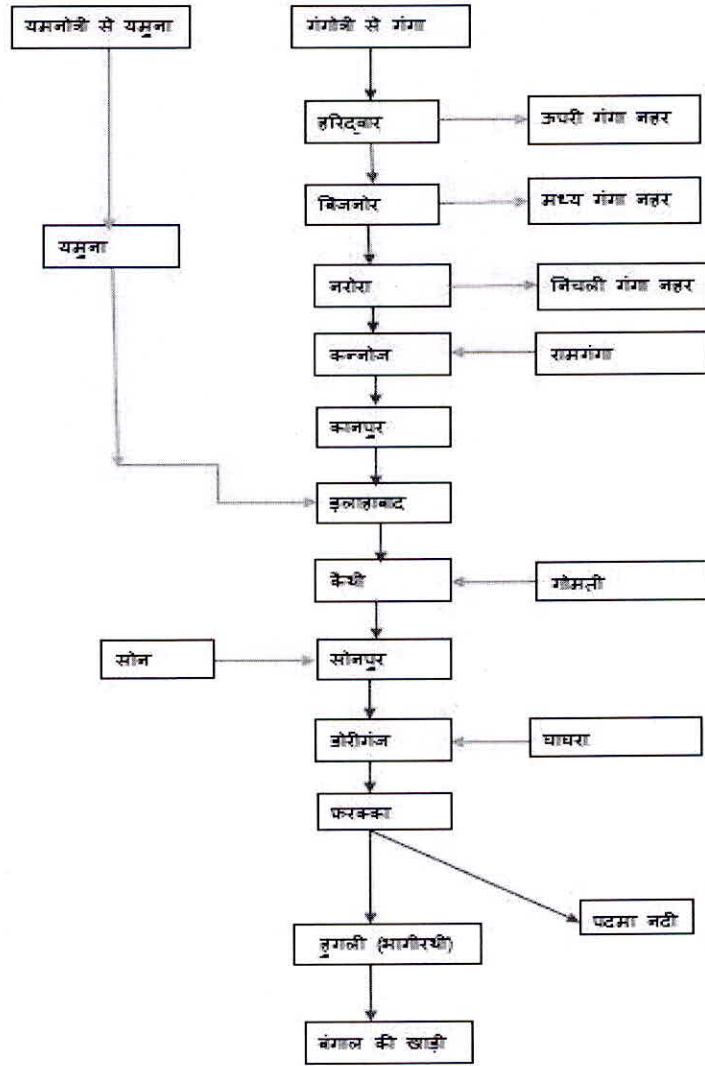 यमनोत्री से यमुना
गंगोत्री से गंगा
हरिद्वार
ऊपरी गंगा नहर
बिजनोर
मध्य गंगा नहर
यमुना
नरोरा
निचली गंगा नहर
कन्नोज
रामगंगा
कानपुर
इलाहाबाद
कैथी
गोमती
सोन
सोनपुर
डोरीगंज
घाघरा
फरक्का
पदमा नदी
हुगली (भागीरथी)
बंगाल की खाड़ी